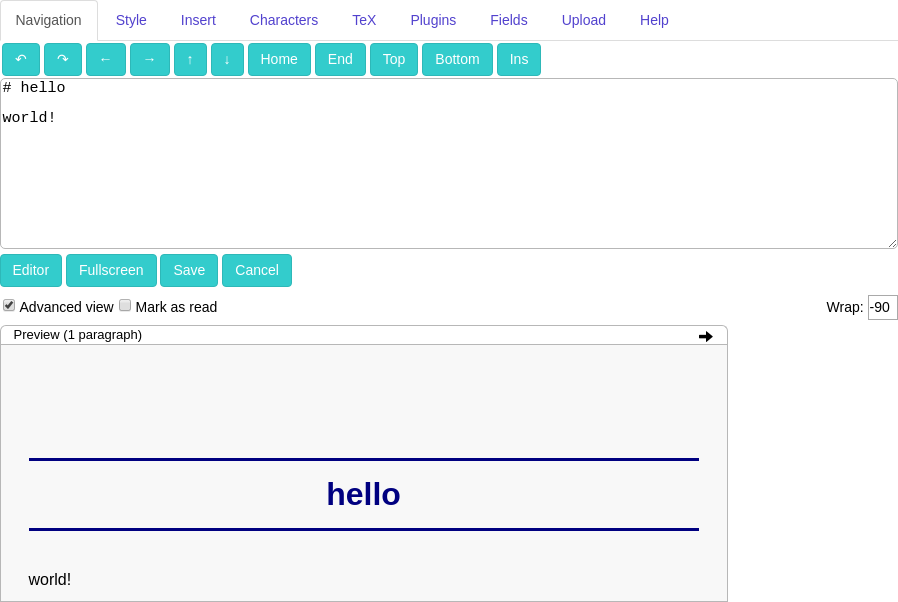 Navigation Style Insert Characters TeX Plugins Fields Upload Help
↶ ↷ ← → ↑ ↓ Home End Top Bottom Ins
# hello
world!
Editor Fullscreen Save Cancel
Advanced view Mark as read Wrap: -90
Preview (1 paragraph)
hello
world!